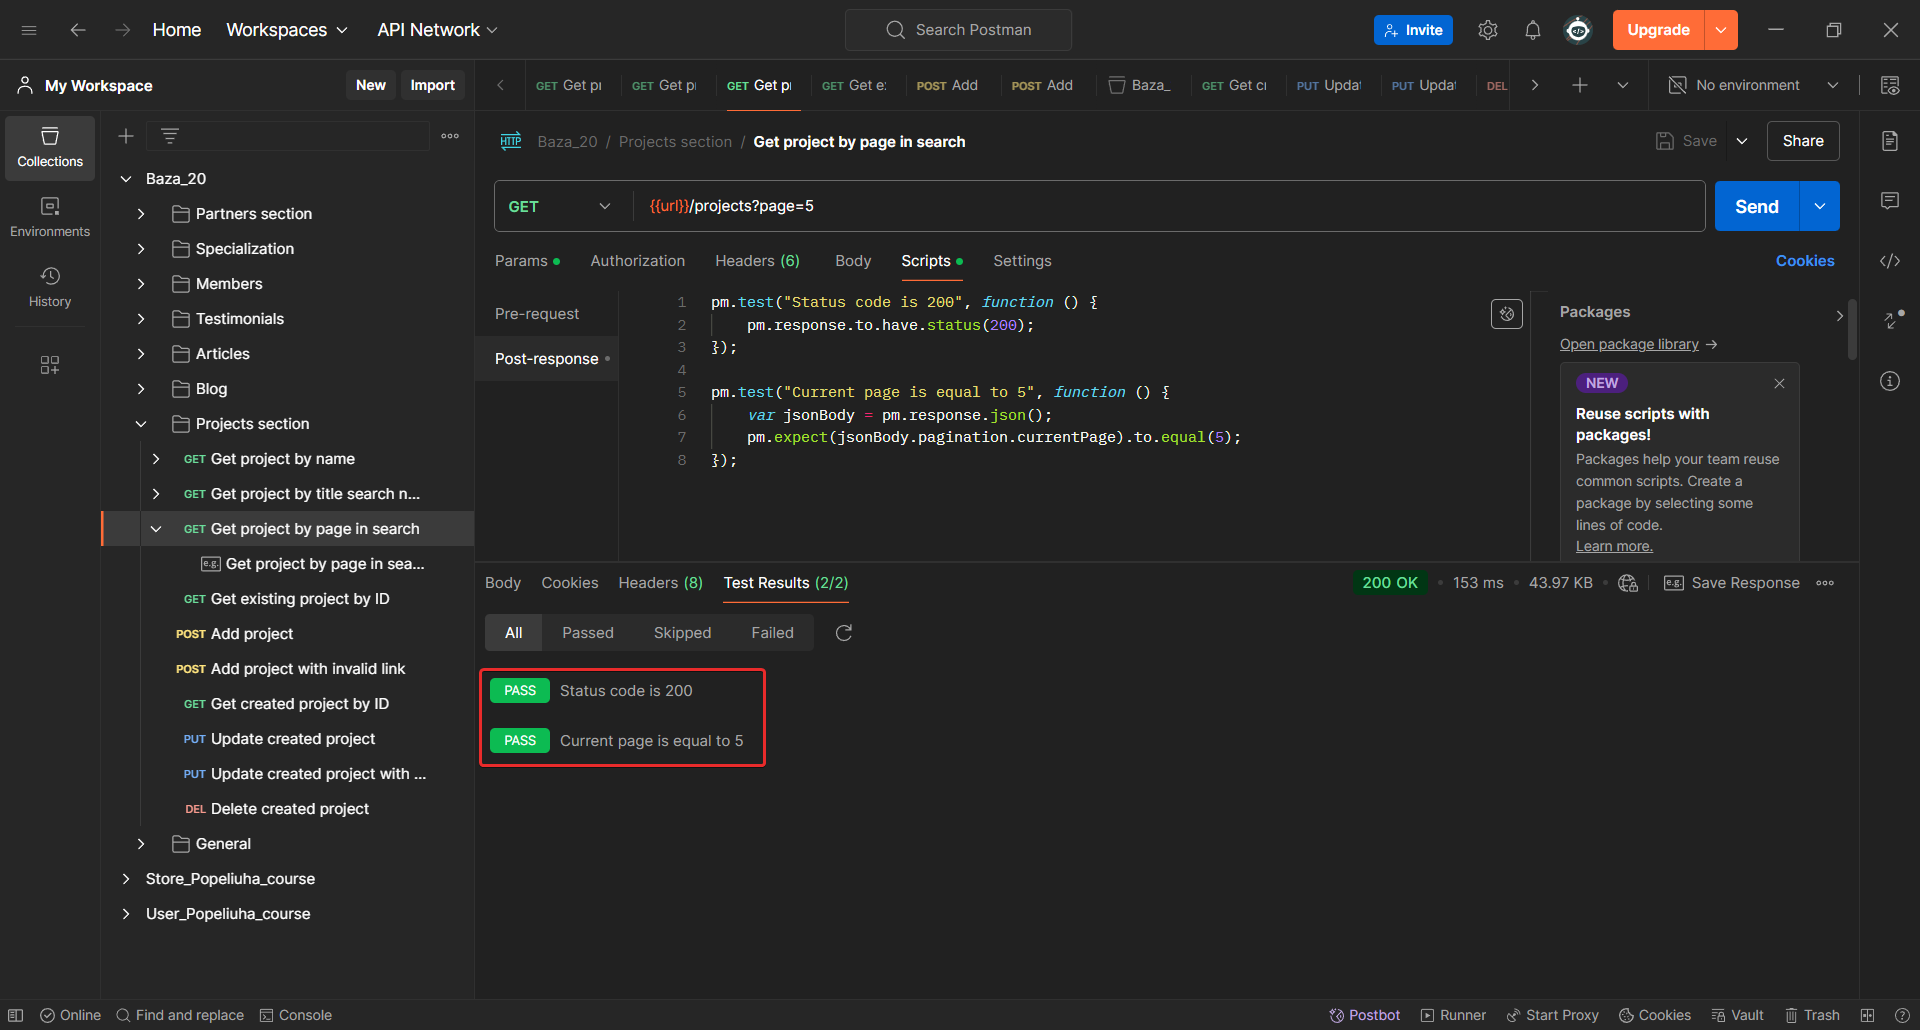 Home
Workspaces
API Network
Search Postman
Invite
Upgrade
My Workspace
New
Import
GET Get pr
GET Get p
GET Get pr
GET Get e:
POST Add
POST Add
Baza_
GET Get cr
PUT Updat
PUT Updat
DEL
No environment
Collections
Environments
History
Baza_20
Partners section
Specialization
Members
Testimonials
Articles
Blog
Projects section
GET Get project by name
GET Get project by title search n...
GET Get project by page in search
e.g. Get project by page in sea...
GET Get existing project by ID
POST Add project
POST Add project with invalid link
GET Get created project by ID
PUT Update created project
PUT Update created project with ...
DEL Delete created project
General
Store_Popeliuha_course
User_Popeliuha_course
HTTP Baza_20 / Projects section / Get project by page in search
Save
Share
GET
{{url}}/projects?page=5
Send
Params
Authorization
Headers (6)
Body
Scripts
Settings
Cookies
Pre-request
Post-response
1 pm.test("Status code is 200", function () {
2 pm.response.to.have.status(200);
3 });
4
5 pm.test("Current page is equal to 5", function () {
6 var jsonBody = pm.response.json();
7 pm.expect(jsonBody.pagination.currentPage).to.equal(5);
8 });
Packages
Open package library →
NEW
Reuse scripts with
packages!
Packages help your team reuse
common scripts. Create a
package by selecting some
lines of code.
Learn more.
Body
Cookies
Headers (8)
Test Results (2/2)
200 OK
153 ms
43.97 KB
e.g. Save Response
All
Passed
Skipped
Failed
PASS Status code is 200
PASS Current page is equal to 5
Online
Find and replace
Console
Postbot
Runner
Start Proxy
Cookies
Vault
Trash